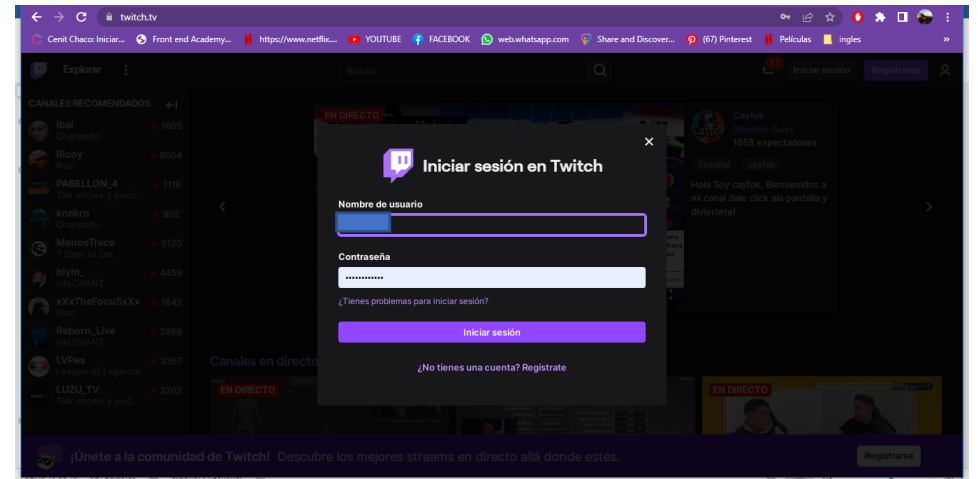 twitch.tv
Cenit Chaco: Iniciar...
Front end Academy...
https://www.netflix....
YOUTUBE
FACEBOOK
web.whatsapp.com
Share and Discover...
(67) Pinterest
Películas
ingles
»
Explorar
Buscar
17
Iniciar sesión
Registrarse
CANALES RECOMENDADOS
ibai
1665
Charlando
Ricoy
8054
Rust
PABELLON_4
1116
Talk shows y podc...
knekro
902
Charlando
MenosTrece
5120
7 Days to Die
biyin_
4459
VALORANT
xXxTheFocuSxXx
1642
Rust
Reborn_Live
2888
VALORANT
LVPes
3367
League of Legends
LUZU_TV
3202
Talk shows y pod...
EN DIRECTO
Cayfok
Stumble Guys
1558 espectadores
Español
cayfok
Hola Soy cayfok, Bienvenidos a
mi canal dale click ala pantalla y
diviertete!
Iniciar sesión en Twitch
Nombre de usuario
Contraseña
¿Tienes problemas para iniciar sesión?
Iniciar sesión
¿No tienes una cuenta? Regístrate
Canales en directo
EN DIRECTO
EN DIRECTO
¡Únete a la comunidad de Twitch! Descubre los mejores streams en directo allá donde estés.
Registrarse